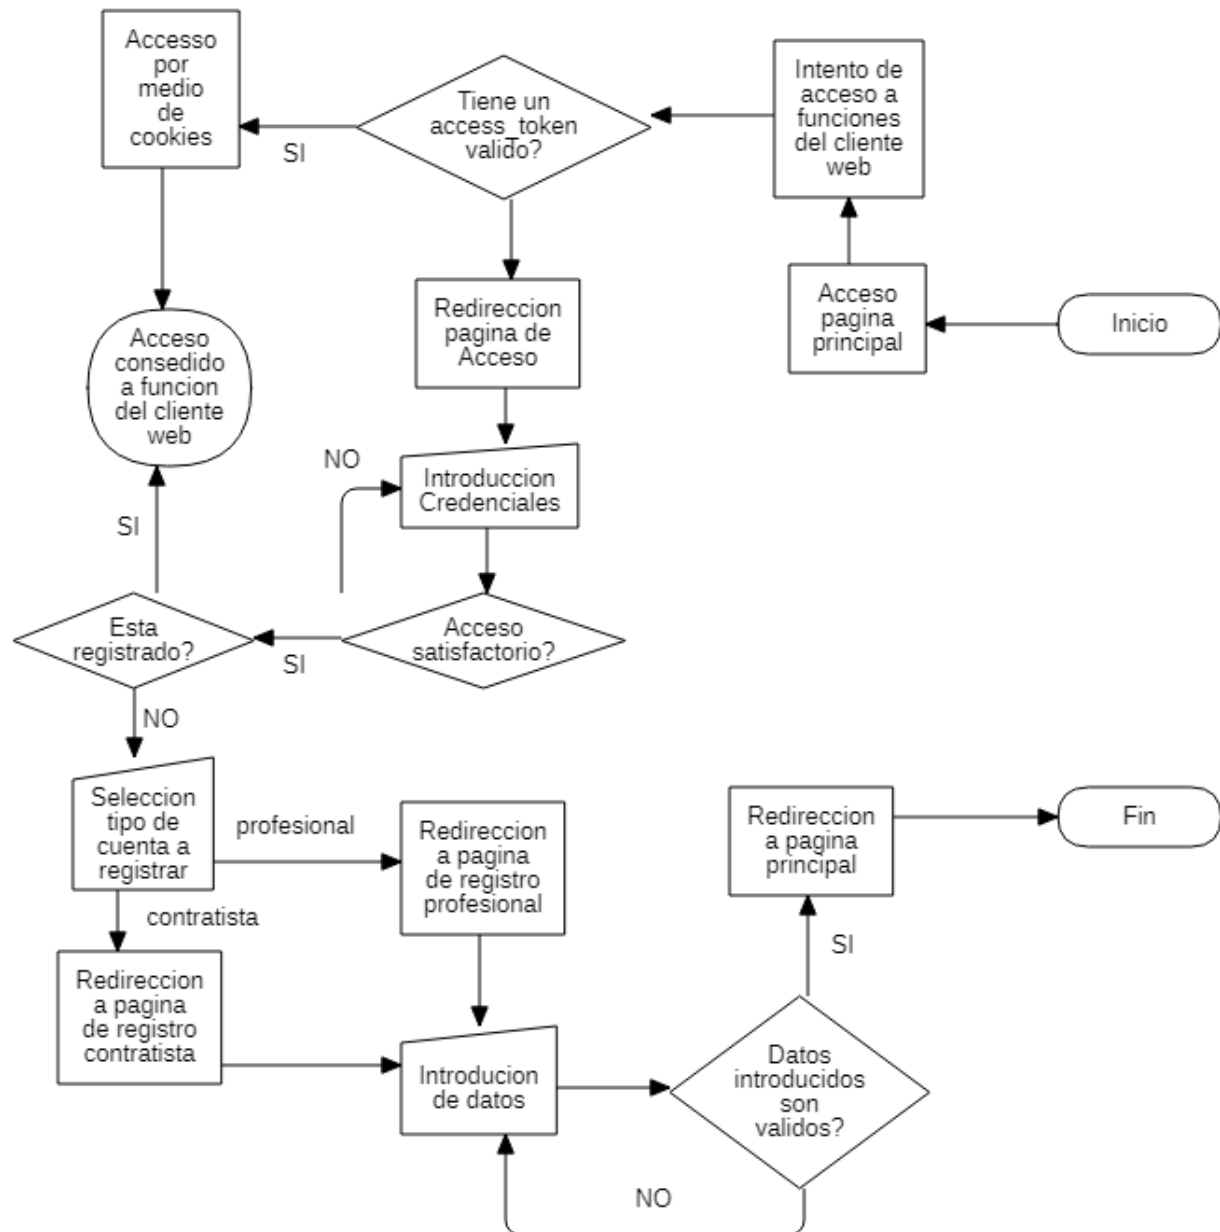 Accesso
por
medio
de
cookies
Tiene un
access_token
valido?
Intento de
acceso a
funciones
del cliente
web
SI
Redireccion
pagina de
Acceso
Acceso
pagina
principal
Inicio
Acceso
consedido
a funcion
del cliente
web
NO
Introduccion
Credenciales
SI
Esta
registrado?
SI
Acceso
satisfactorio?
NO
Seleccion
tipo de
cuenta a
registrar
profesional
Redireccion
a pagina
de registro
profesional
Redireccion
a pagina
principal
Fin
contratista
SI
Redireccion
a pagina
de registro
contratista
Introducion
de datos
Datos
introducidos
son
validos?
NO